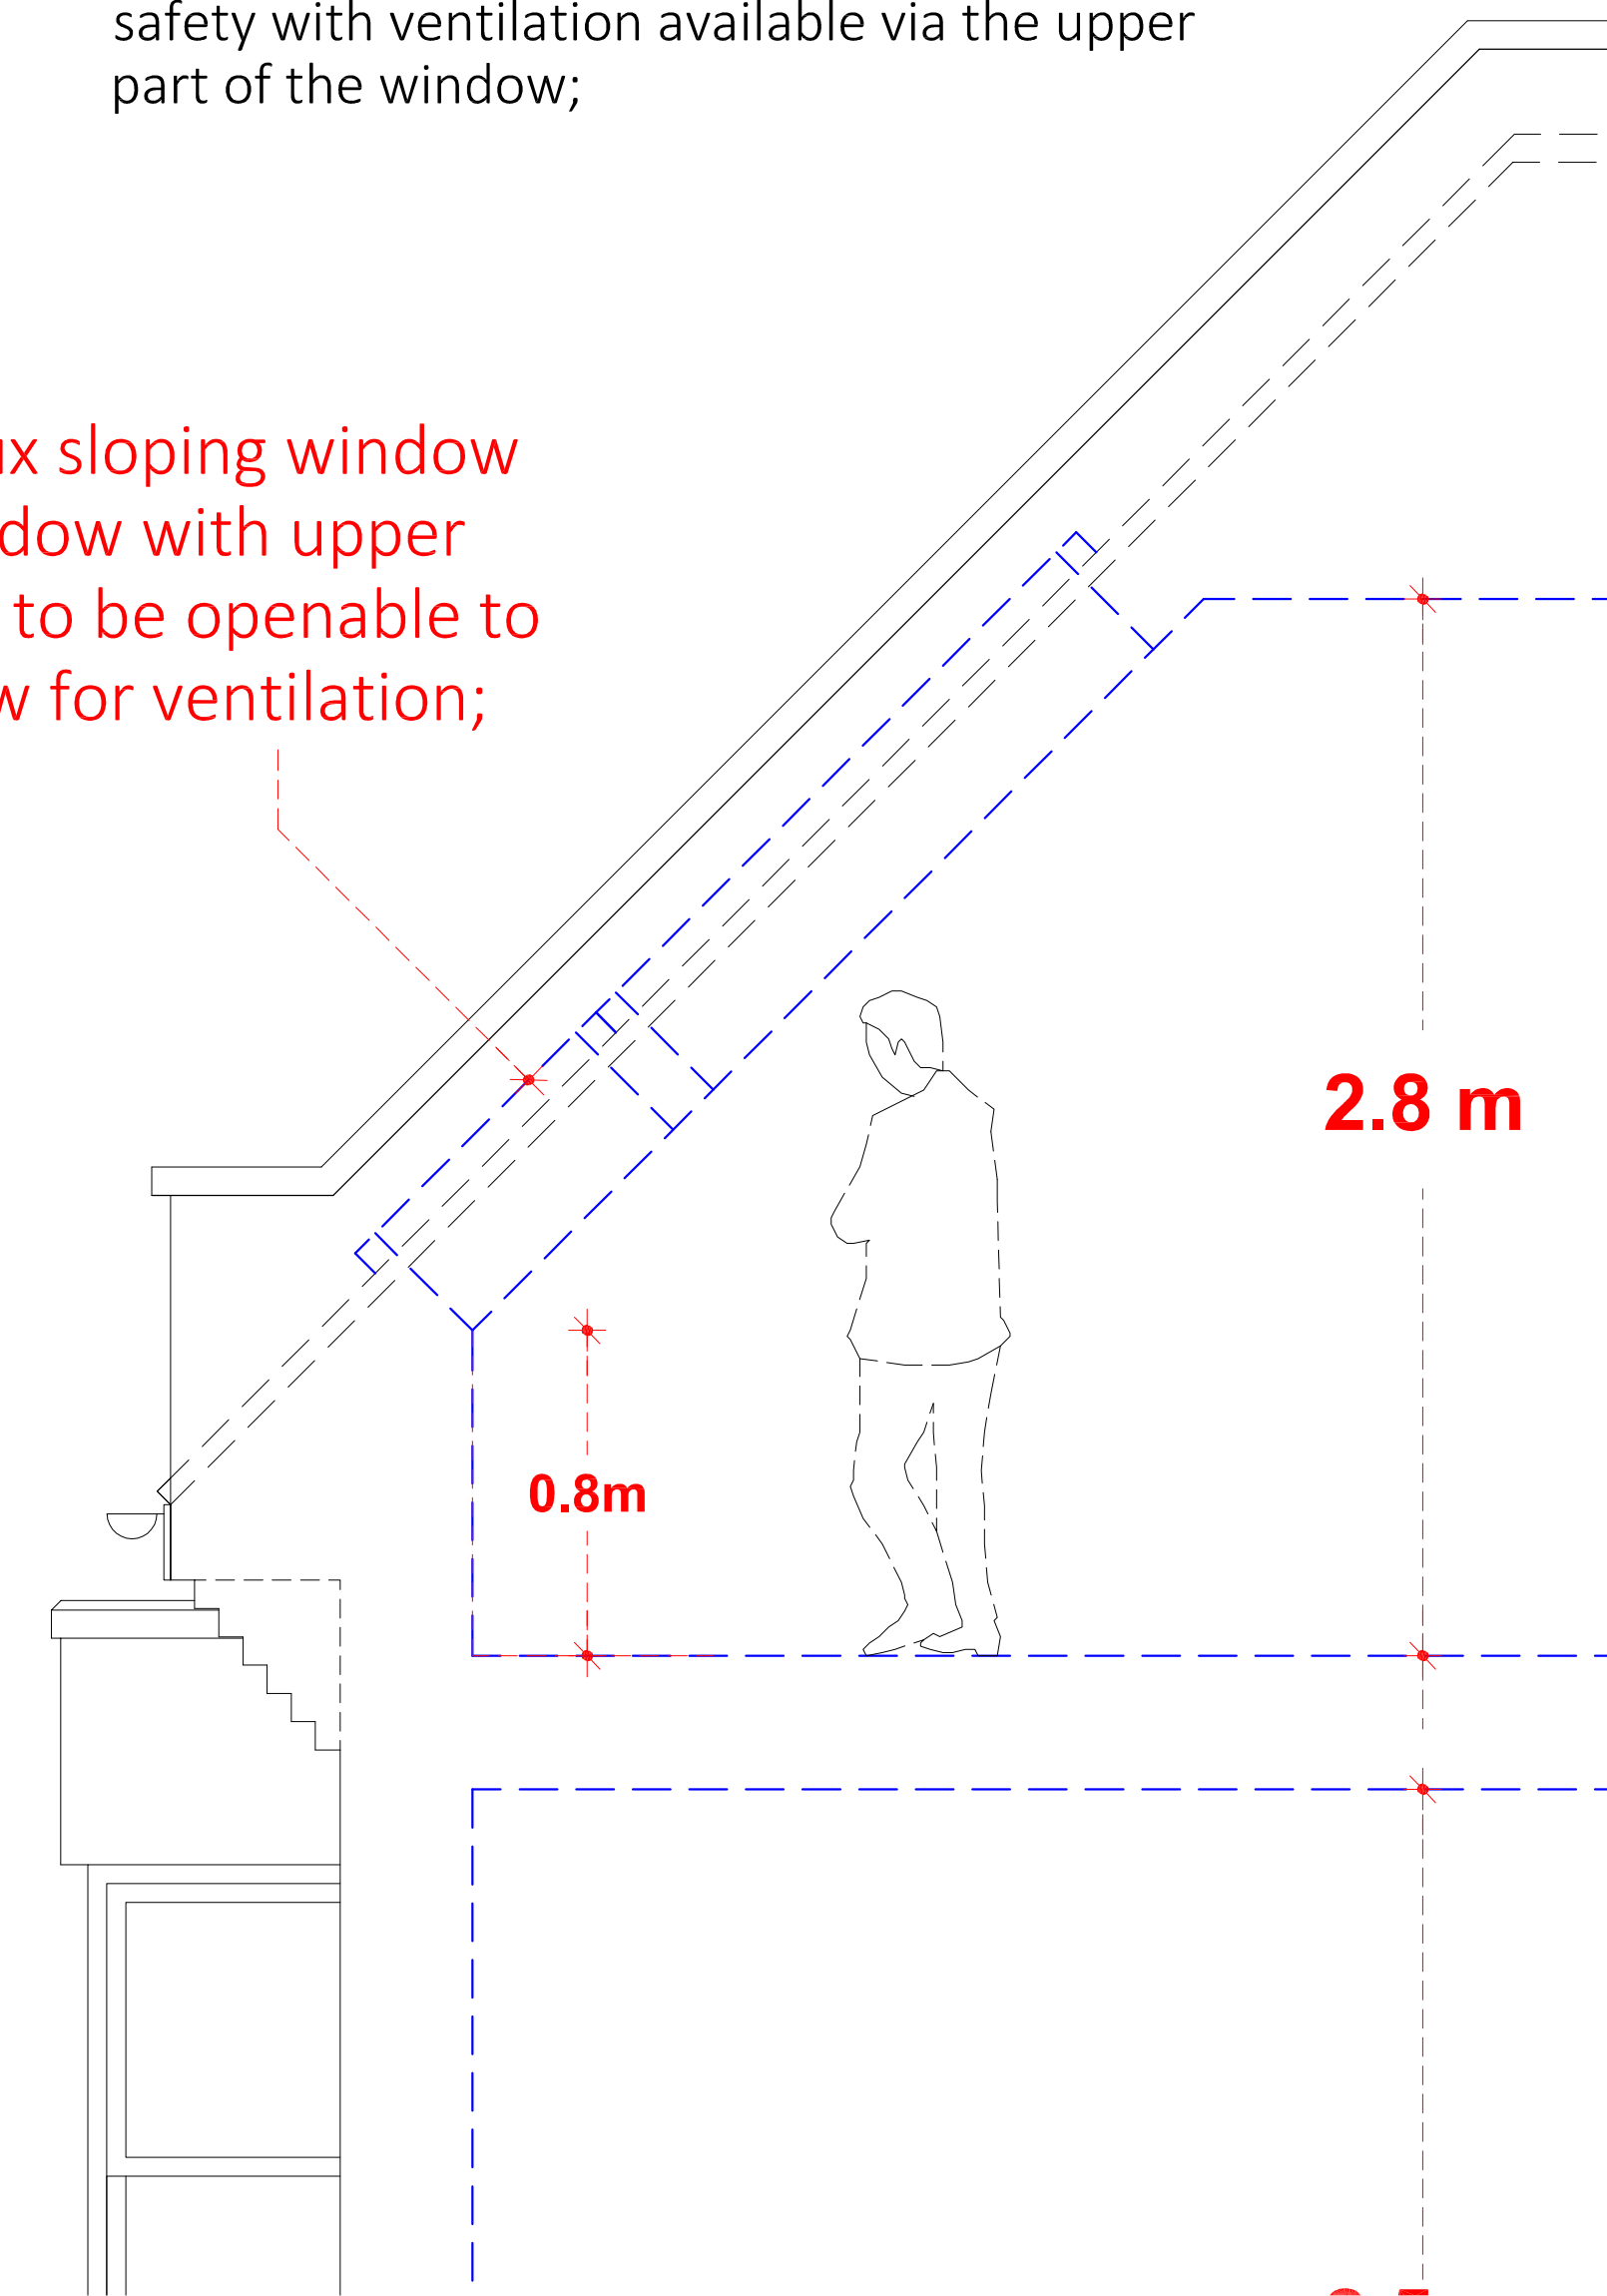 safety with ventilation available via the upper
part of the window;
sloping window
with upper
to be openable to
for ventilation;
2.8 m
0.8m